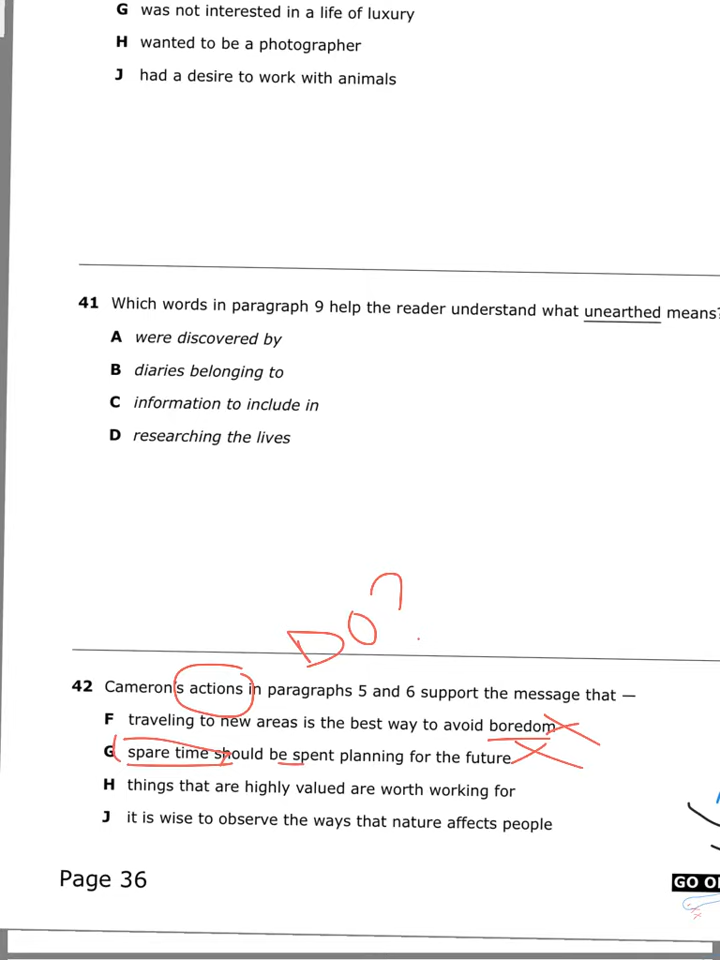 G was not interested in a life of luxury
H wanted to be a photographer
J had a desire to work with animals
41 Which words in paragraph 9 help the reader understand what unearthed means?
A were discovered by
B diaries belonging to
C information to include in
D researching the lives
DO?
42 Cameron's actions in paragraphs 5 and 6 support the message that —
F traveling to new areas is the best way to avoid boredom
G spare time should be spent planning for the future
H things that are highly valued are worth working for
J it is wise to observe the ways that nature affects people
Page 36
GO